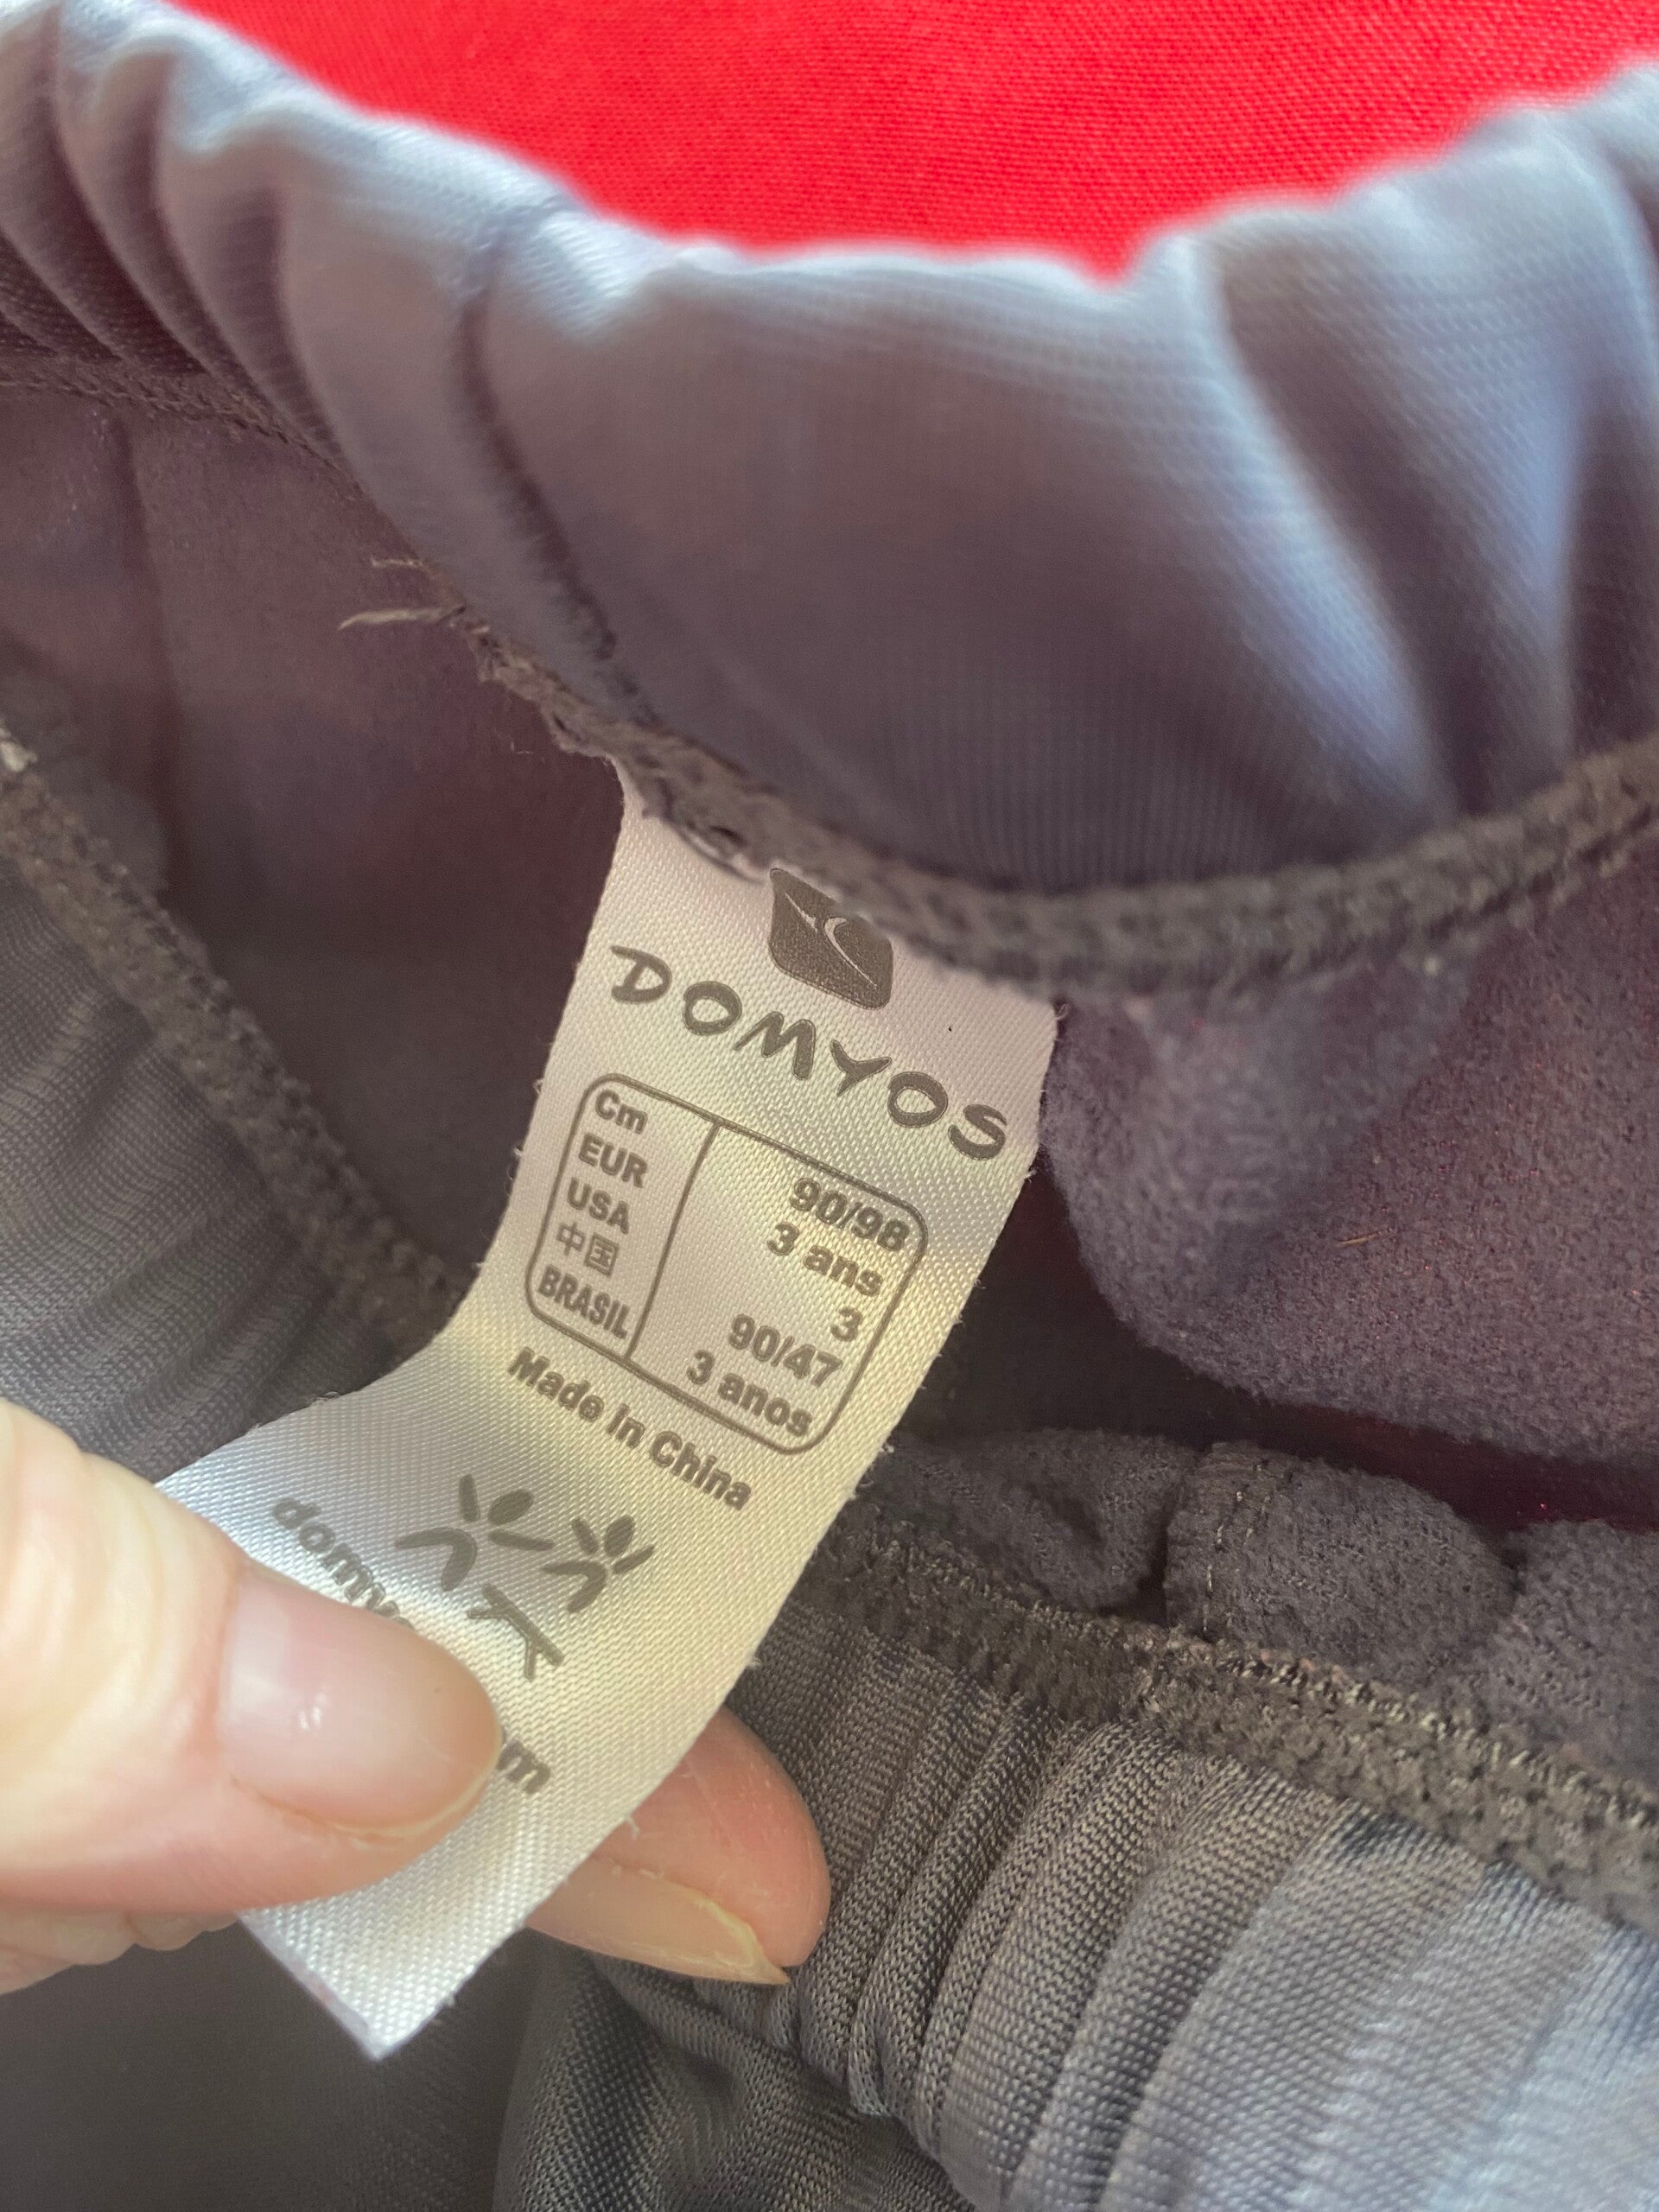 DOMYOS
Cm 90/98
EUR 3 ans
USA 3
中国 90/47
BRASIL 3 anos
Made in China